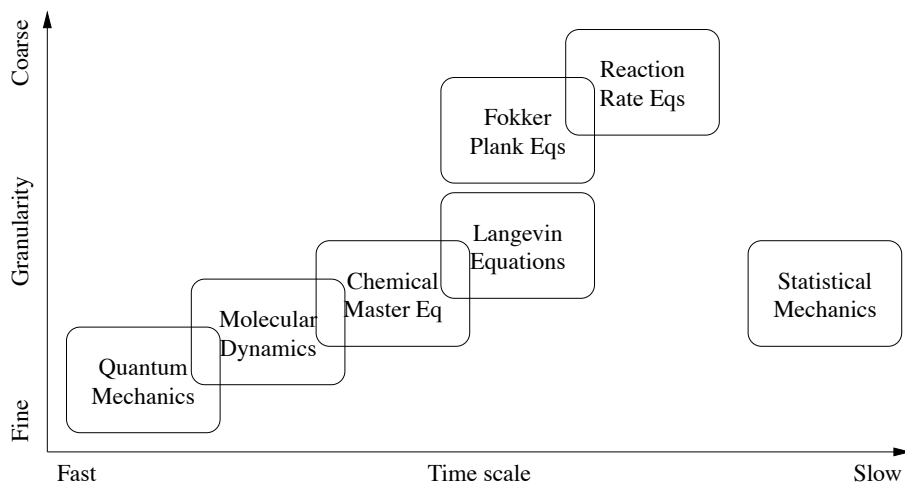 Coarse
Granularity
Fine
Reaction
Rate Eqs
Fokker
Plank Eqs
Langevin
Equations
Chemical
Master Eq
Statistical
Mechanics
Molecular
Dynamics
Quantum
Mechanics
Fast
Time scale
Slow